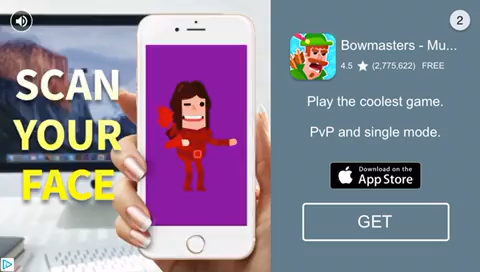 SCAN
YOUR
FACE
2
Bowmasters - Mu...
4.5 (2,775,622) FREE
Play the coolest game.
PvP and single mode.
Download on the
App Store
GET